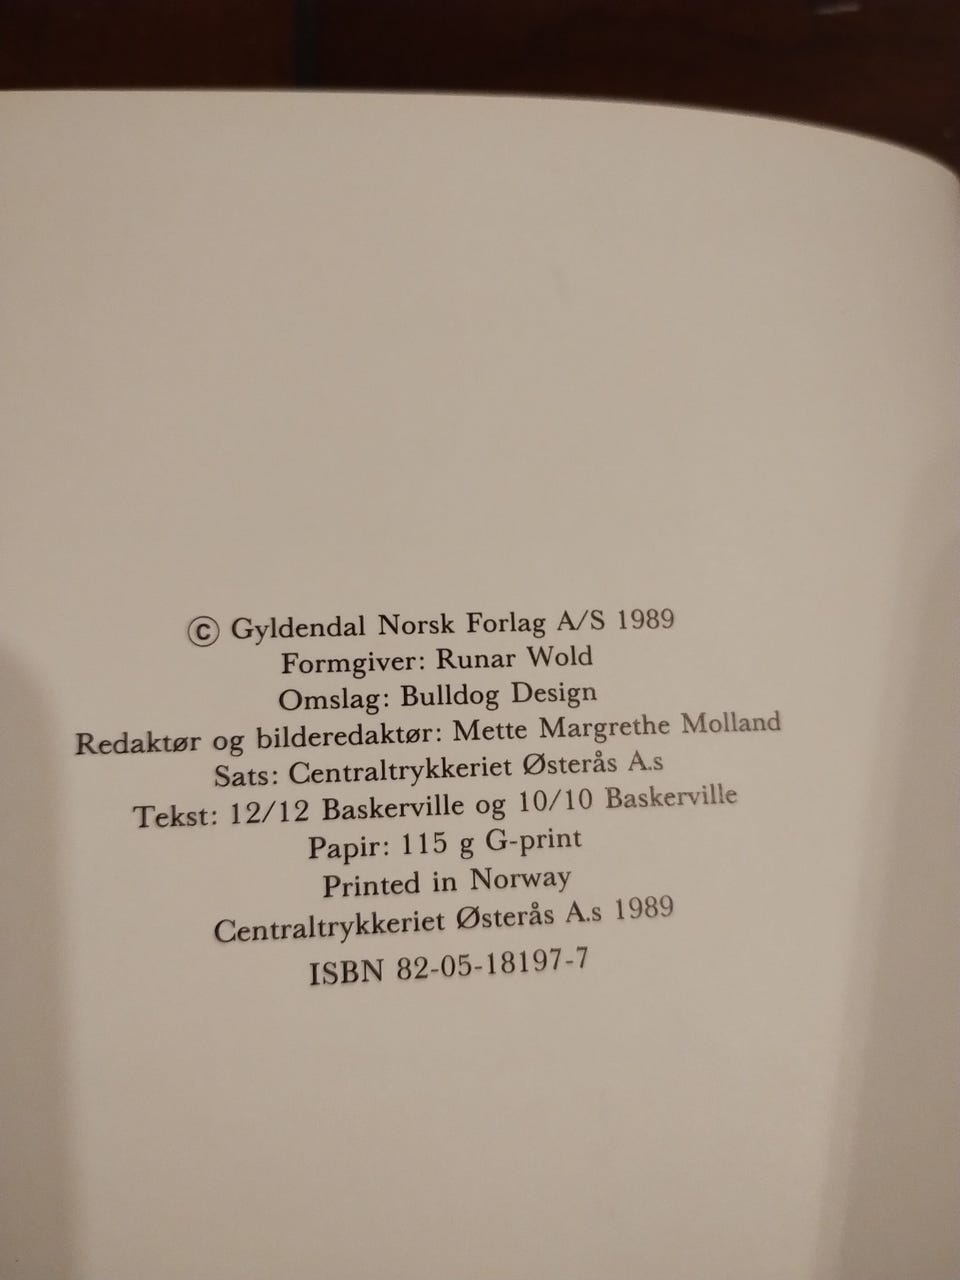 © Gyldendal Norsk Forlag A/S 1989
Formgiver: Runar Wold
Omslag: Bulldog Design
Redaktør og bilderedaktør: Mette Margrethe Molland
Sats: Centraltrykkeriet Østerås A.s
Tekst: 12/12 Baskerville og 10/10 Baskerville
Papir: 115 g G-print
Printed in Norway
Centraltrykkeriet Østerås A.s 1989
ISBN 82-05-18197-7